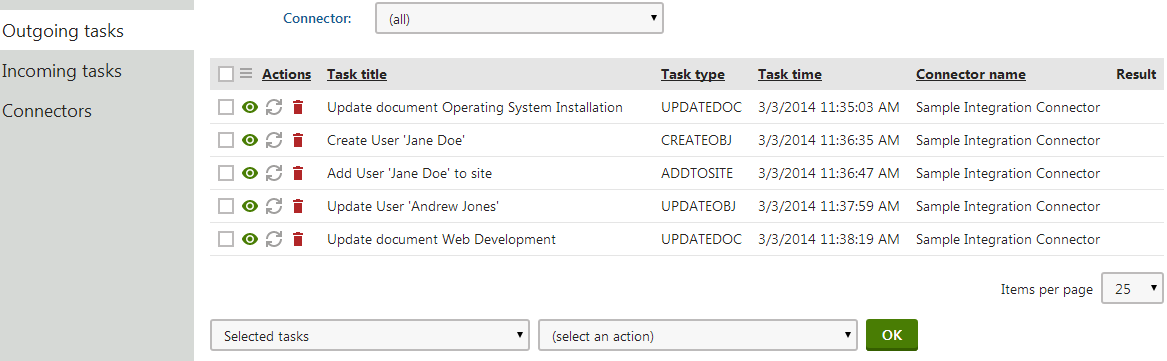 Connector: (all)
Outgoing tasks
Incoming tasks
Connectors
Actions Task title Task type Task time Connector name Result
Update document Operating System Installation UPDATEDOC 3/3/2014 11:35:03 AM Sample Integration Connector
Create User 'Jane Doe' CREATEOBJ 3/3/2014 11:36:35 AM Sample Integration Connector
Add User 'Jane Doe' to site ADDTOSITE 3/3/2014 11:36:47 AM Sample Integration Connector
Update User 'Andrew Jones' UPDATEOBJ 3/3/2014 11:37:59 AM Sample Integration Connector
Update document Web Development UPDATEDOC 3/3/2014 11:38:19 AM Sample Integration Connector
Items per page 25
Selected tasks (select an action) OK